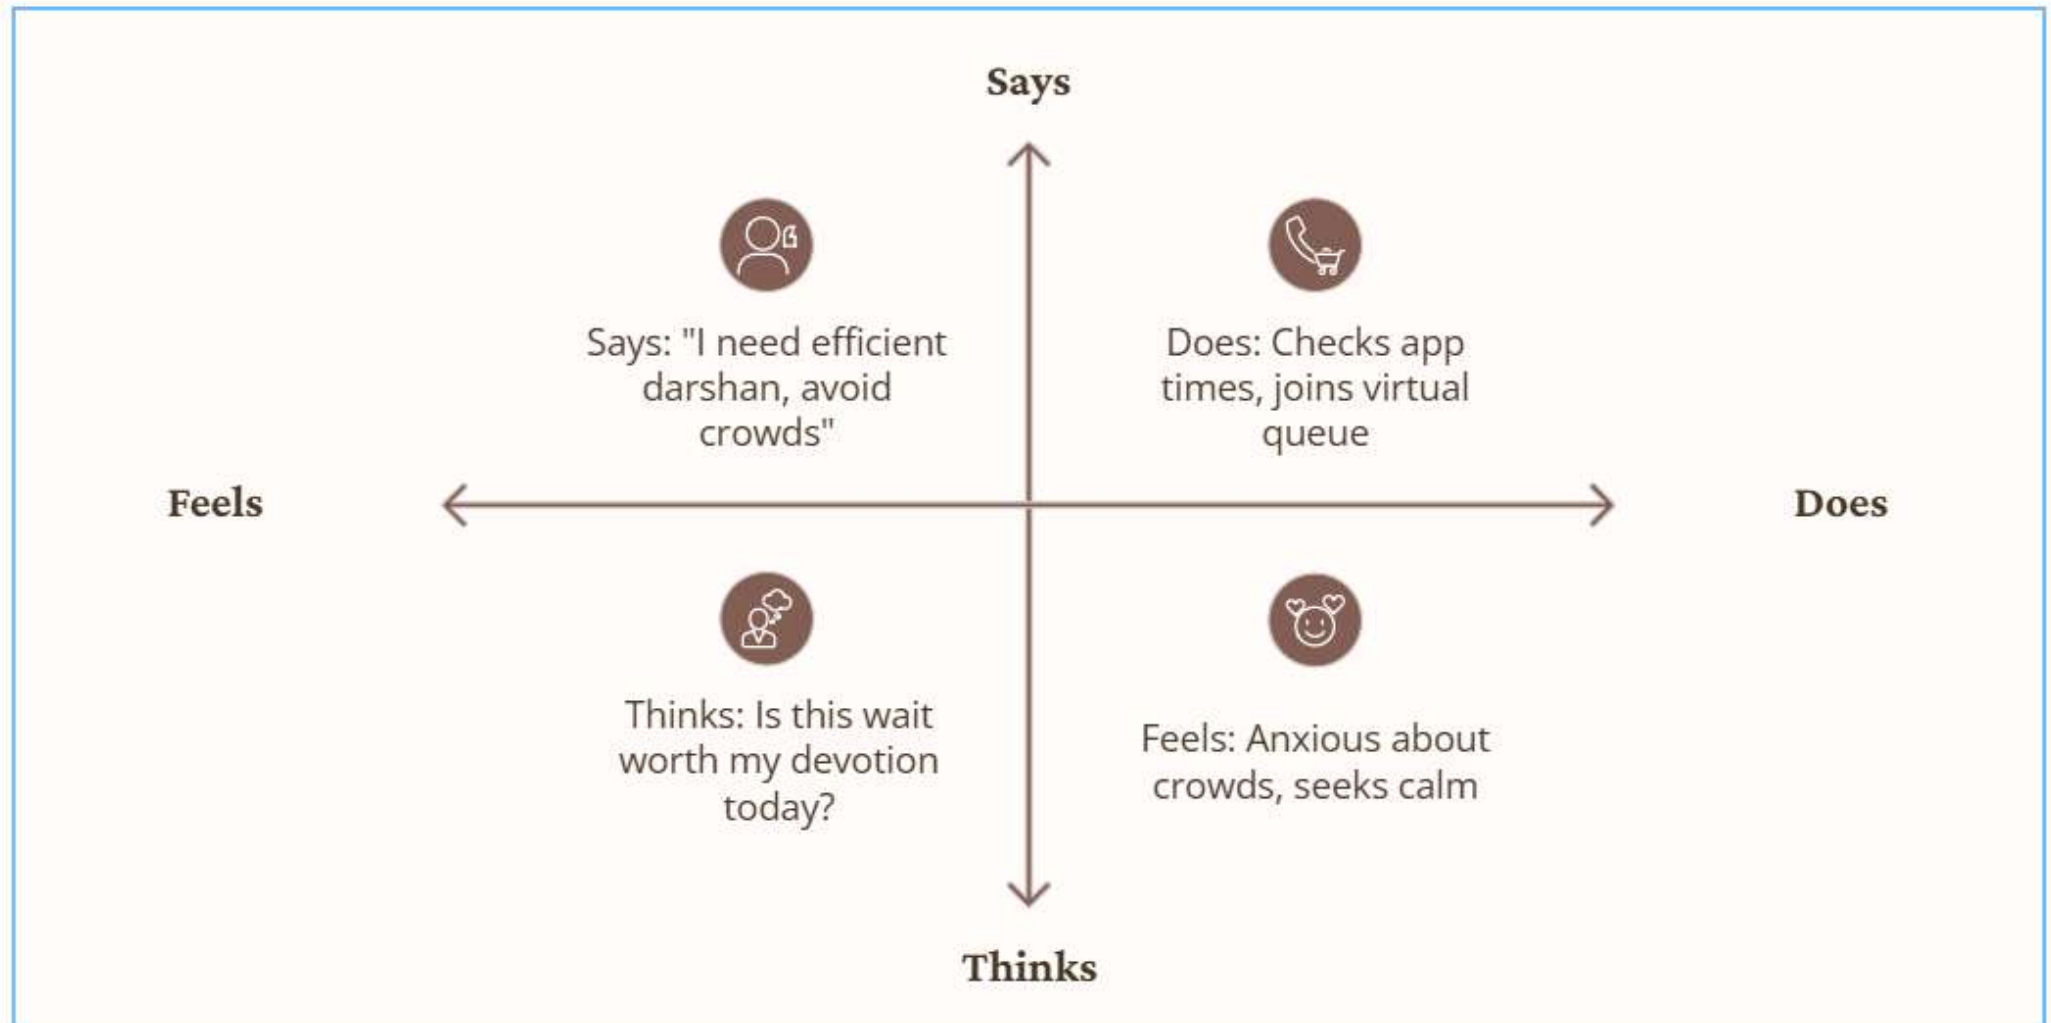 Says
Says: "I need efficient
darshan, avoid
crowds"
Does: Checks app
times, joins virtual
queue
Feels
Does
Thinks: Is this wait
worth my devotion
today?
Feels: Anxious about
crowds, seeks calm
Thinks